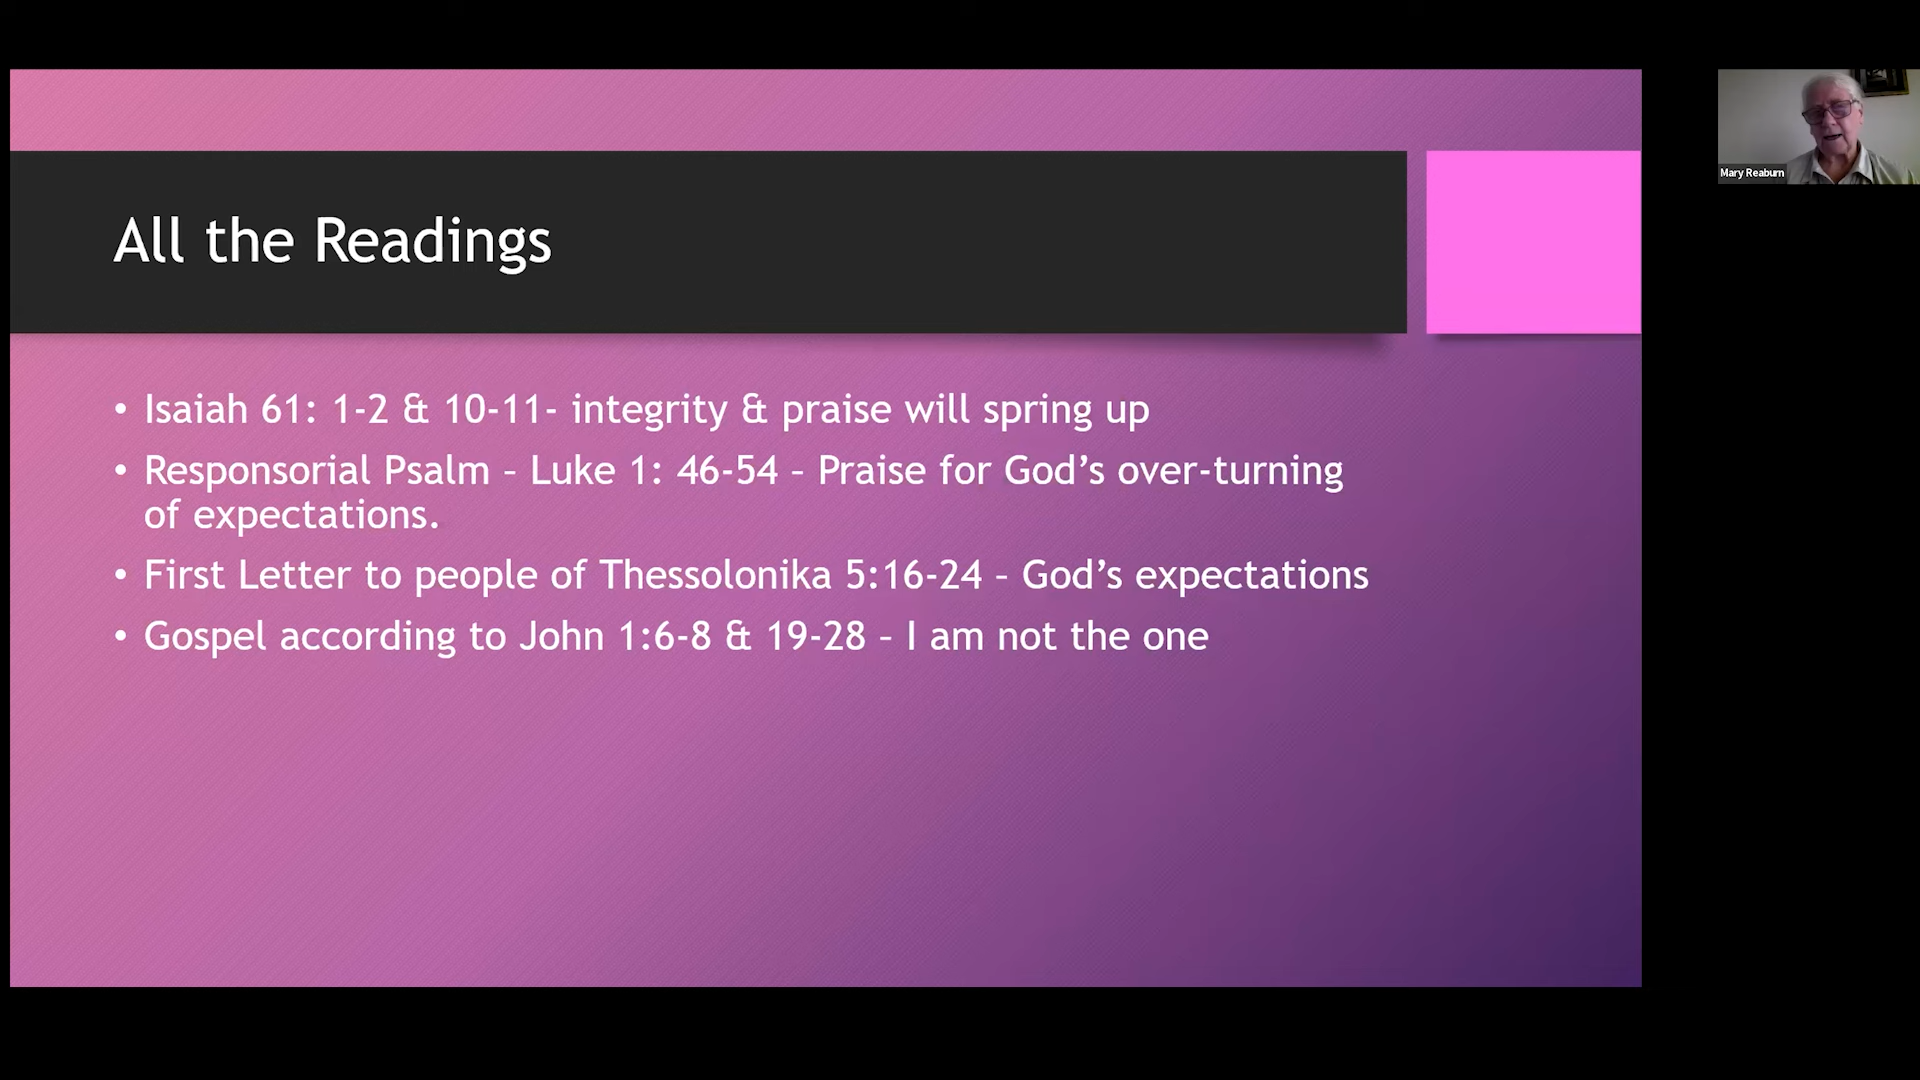 All the Readings
• Isaiah 61: 1-2 & 10-11- integrity & praise will spring up
• Responsorial Psalm – Luke 1: 46-54 – Praise for God’s over-turning
of expectations.
• First Letter to people of Thessolonika 5:16-24 – God’s expectations
• Gospel according to John 1:6-8 & 19-28 – I am not the one
Mary Reaburn